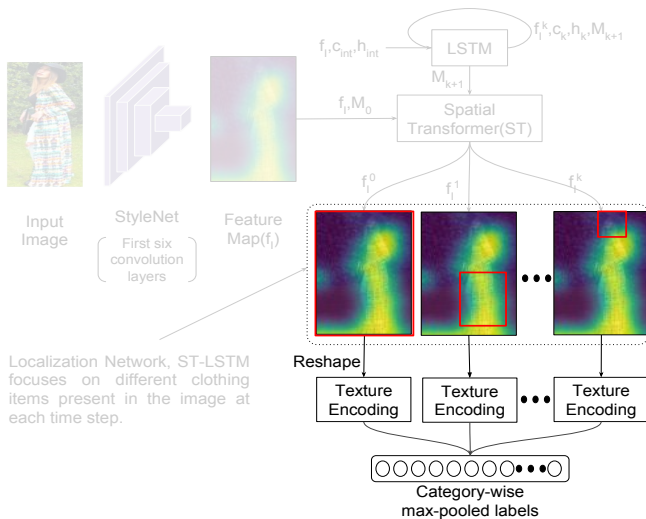 f_l,c_int,h_int
LSTM
f_l^k,c_k,h_k,M_k+1
M_k+1
f_l,M_0
Spatial
Transformer(ST)
f_l^0
f_l^1
f_l^k
Input
Image
StyleNet
First six
convolution
layers
Feature
Map(f_l)
Localization Network, ST-LSTM
focuses on different clothing
items present in the image at
each time step.
Reshape
Texture
Encoding
Texture
Encoding
Texture
Encoding
Category-wise
max-pooled labels